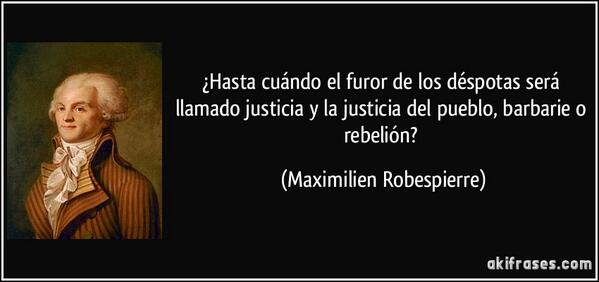 ¿Hasta cuándo el furor de los déspotas será
llamado justicia y la justicia del pueblo, barbarie o
rebelión?
(Maximilien Robespierre)
akifrases.com